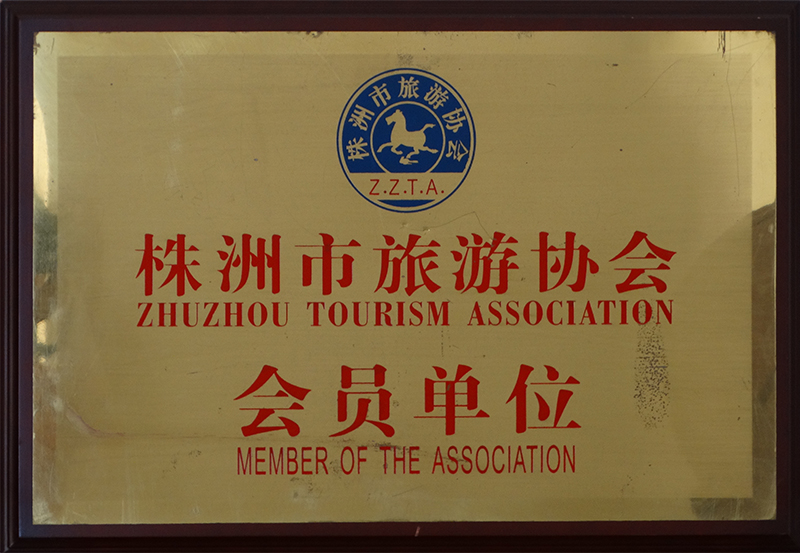 株洲市旅游协会
Z.Z.T.A.
株洲市旅游协会
ZHUZHOU TOURISM ASSOCIATION
会员单位
MEMBER OF THE ASSOCIATION